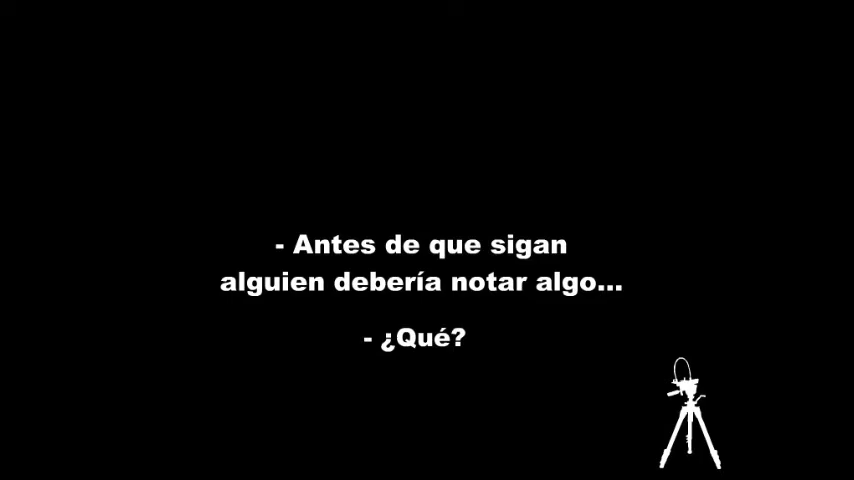 - Antes de que sigan
alguien debería notar algo...
- ¿Qué?